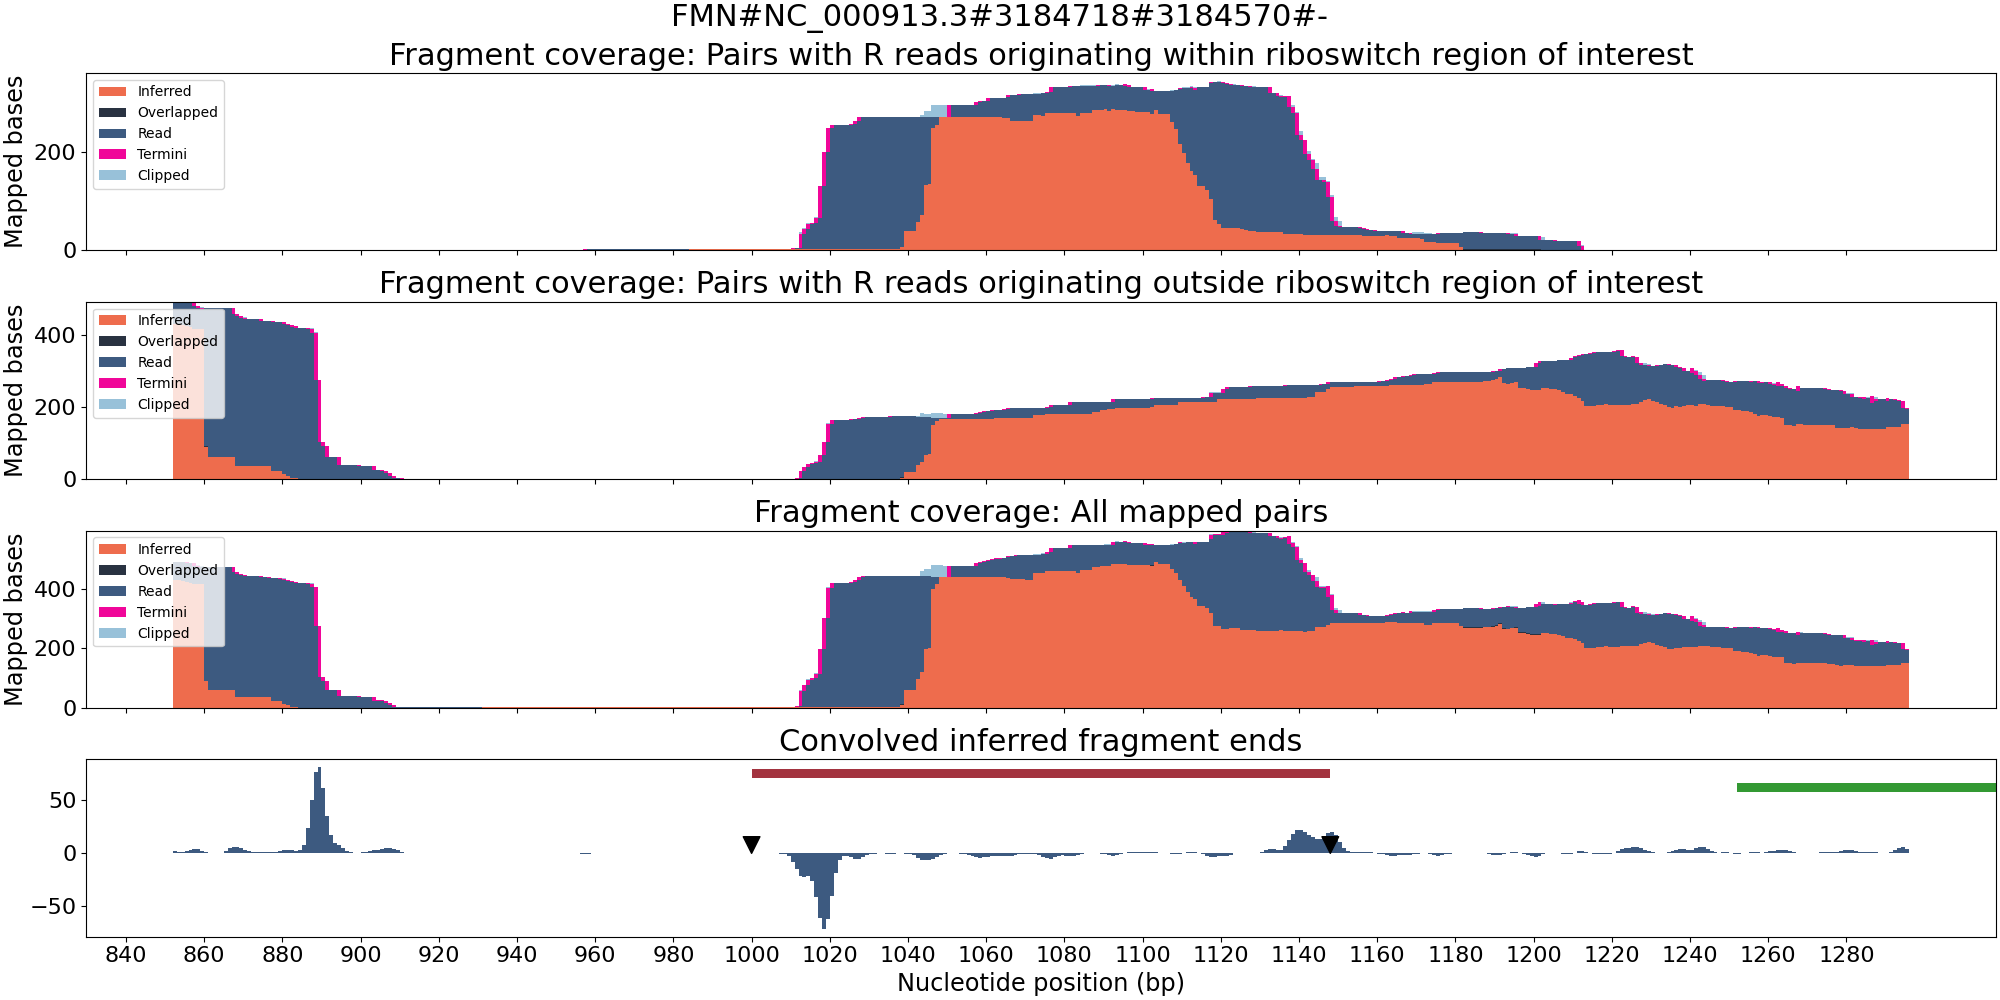 FMN#NC_000913.3#3184718#3184570#-
Fragment coverage: Pairs with R reads originating within riboswitch region of interest
Mapped bases
200
0
Inferred
Overlapped
Read
Termini
Clipped
Fragment coverage: Pairs with R reads originating outside riboswitch region of interest
Mapped bases
400
200
0
Inferred
Overlapped
Read
Termini
Clipped
Fragment coverage: All mapped pairs
Mapped bases
400
200
0
Inferred
Overlapped
Read
Termini
Clipped
Convolved inferred fragment ends
50
0
−50
840 860 880 900 920 940 960 980 1000 1020 1040 1060 1080 1100 1120 1140 1160 1180 1200 1220 1240 1260 1280
Nucleotide position (bp)